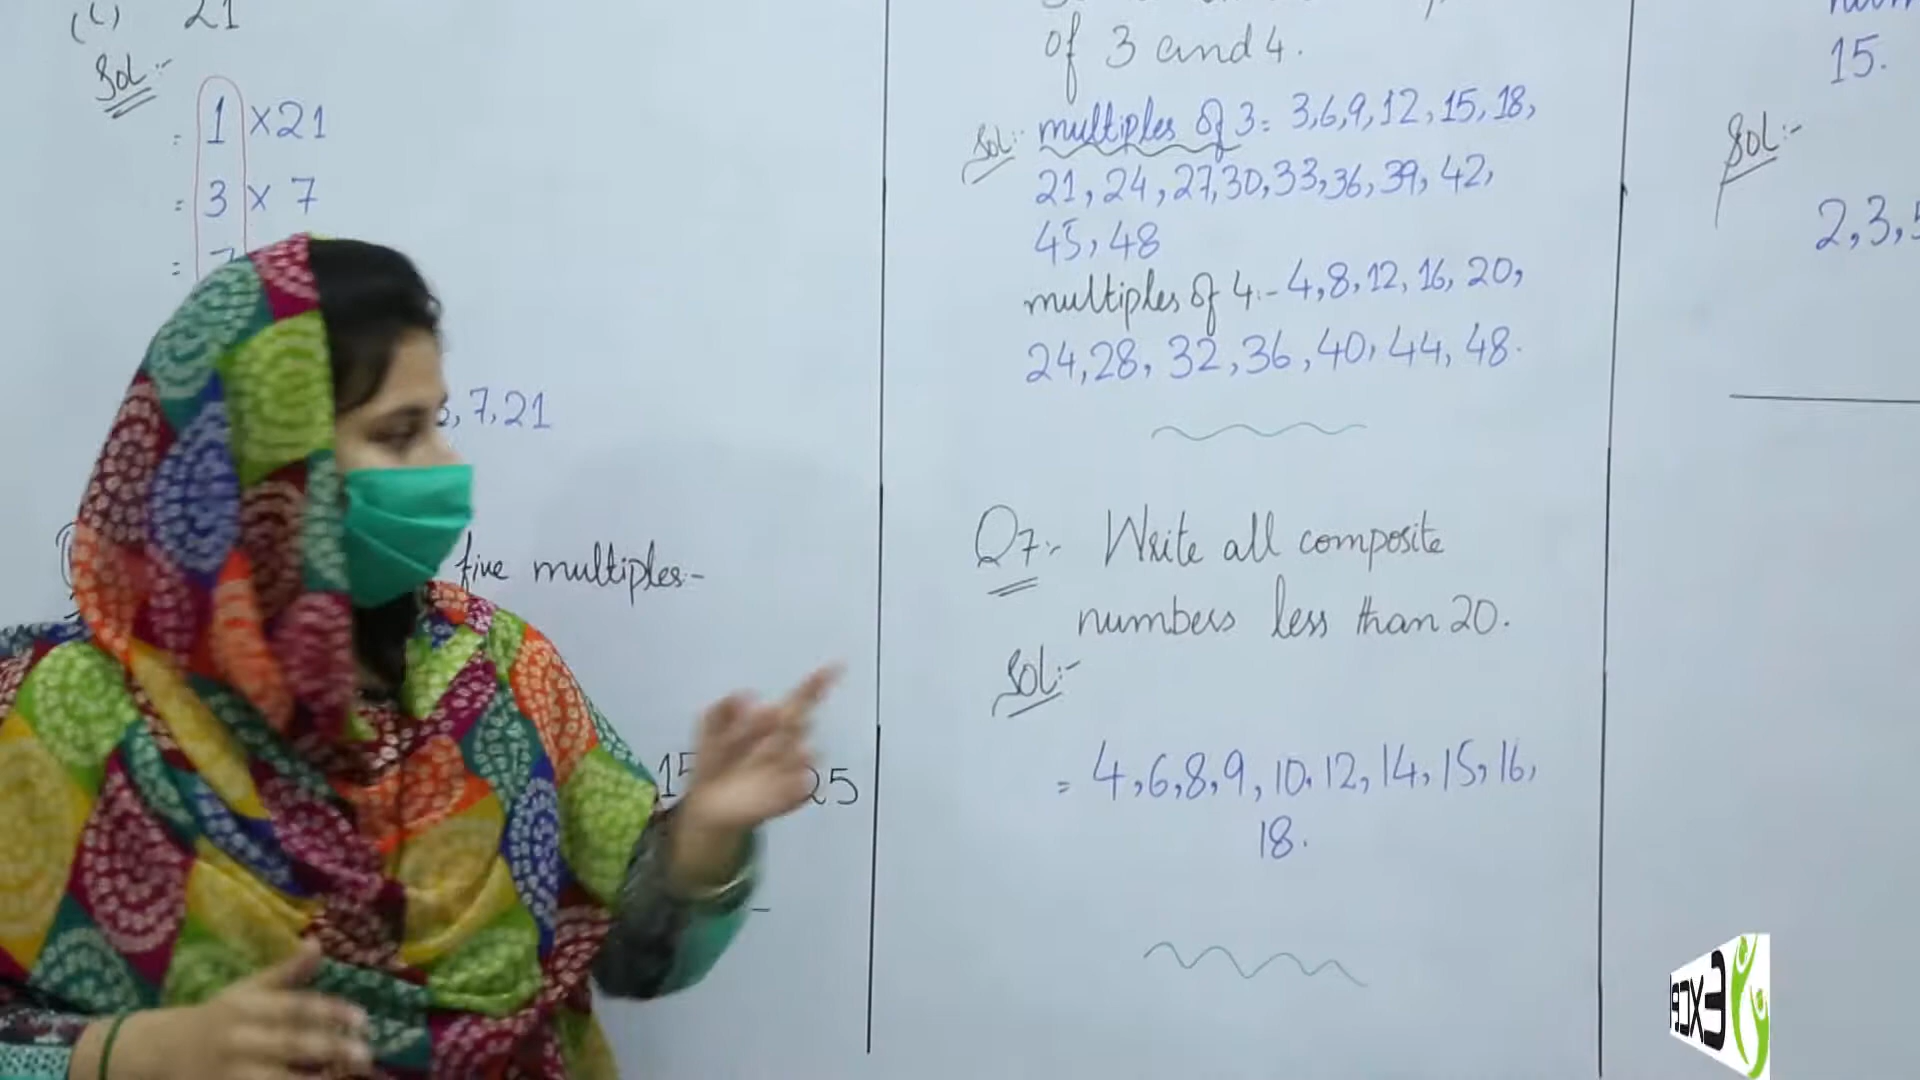 21
Sol:-
= 1 × 21
= 3 × 7
=
, 7, 21
five multiples-
15
25
of 3 and 4.
Sol:- multiples of 3= 3,6,9,12,15,18,
21, 24, 27,30,33,36,39,42,
45, 48
multiples of 4:- 4,8,12,16,20,
24,28, 32,36,40,44,48.
Q7:- Write all composite
numbers less than 20.
Sol:-
= 4,6,8,9,10,12,14,15,16,
18.
15.
Sol:-
2,3,